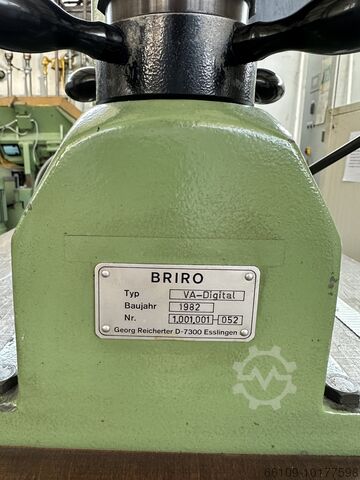 BRIRO
Typ VA-Digital
Baujahr 1982
Nr. 1.001.001-052
Georg Reicherter D-7300 Esslingen
66109-10177598